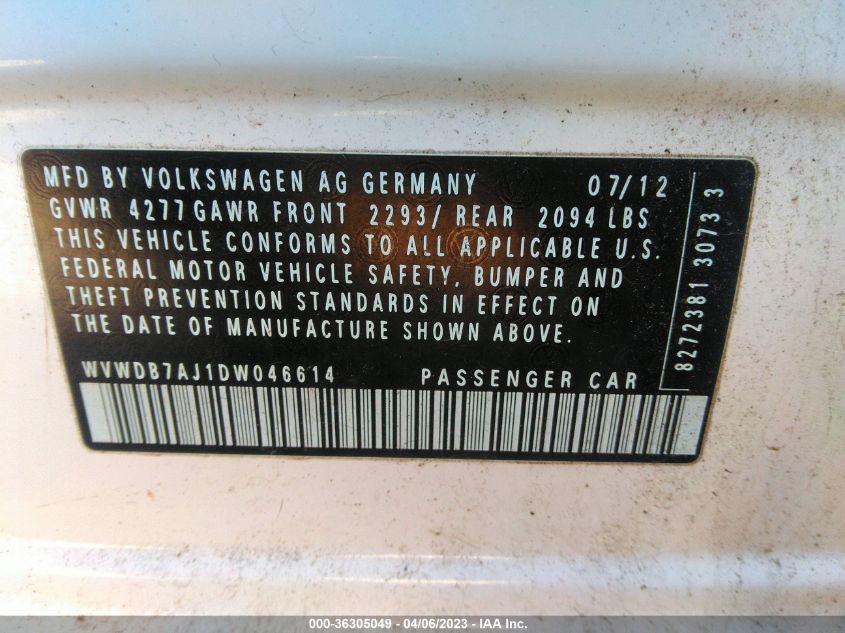 MFD BY VOLKSWAGEN AG GERMANY 07/12
GVWR 4277GAWR FRONT 2293/ REAR 2094 LBS
THIS VEHICLE CONFORMS TO ALL APPLICABLE U.S.
FEDERAL MOTOR VEHICLE SAFETY, BUMPER AND
THEFT PREVENTION STANDARDS IN EFFECT ON
THE DATE OF MANUFACTURE SHOWN ABOVE.
WVWDB7AJ1DW046614 PASSENGER CAR
8272381 3073 3
000-36305049 - 04/06/2023 - IAA Inc.